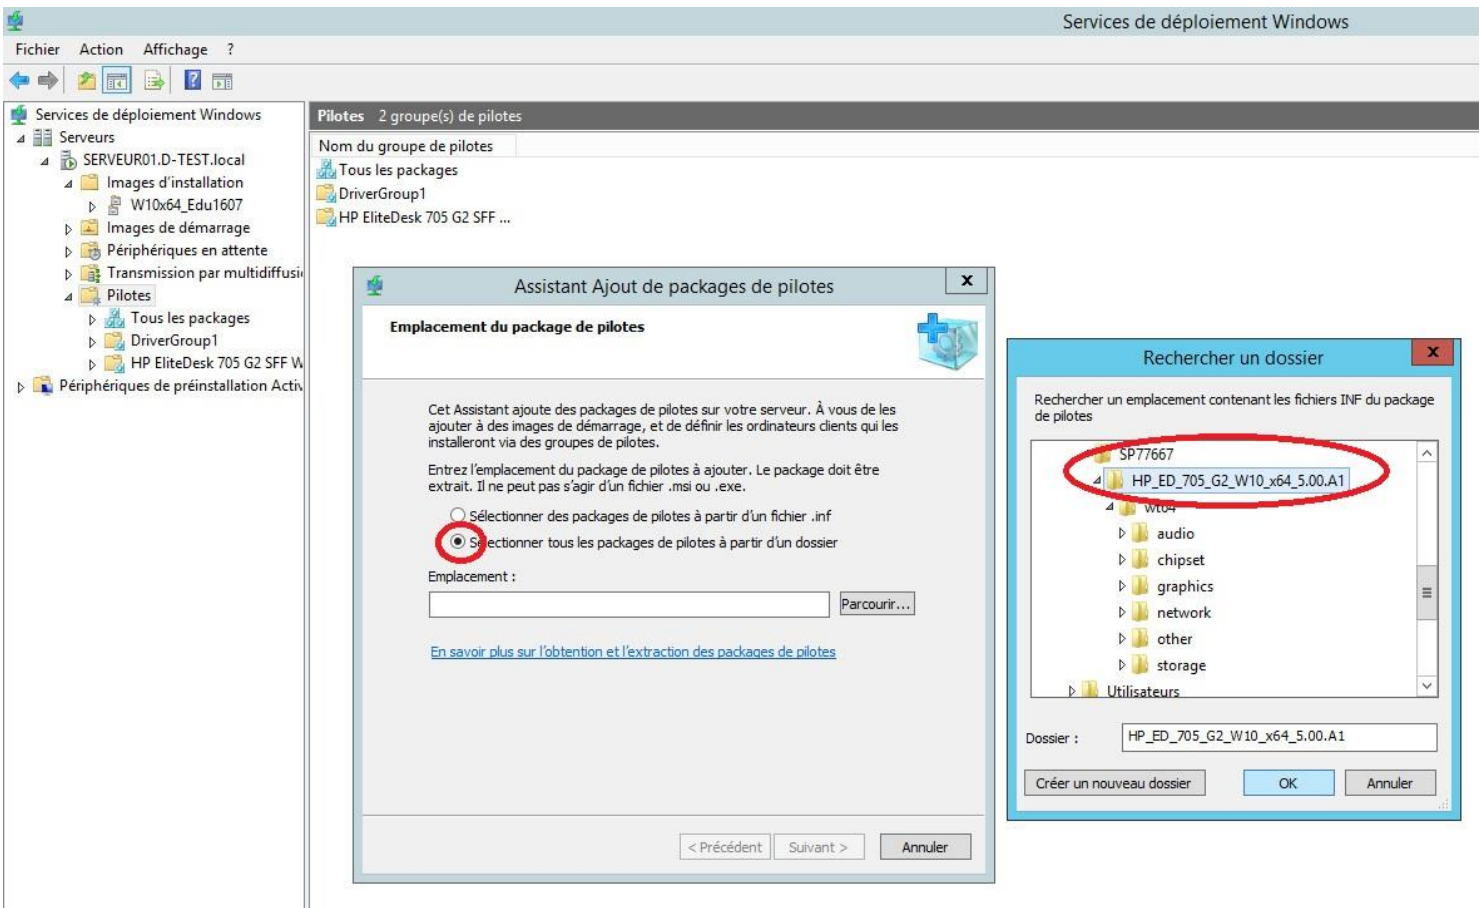 Services de déploiement Windows
Fichier Action Affichage ?
Services de déploiement Windows
Serveurs
SERVEUR01.D-TEST.local
Images d'installation
W10x64_Edu1607
Images de démarrage
Périphériques en attente
Transmission par multidiffusi
Pilotes
Tous les packages
DriverGroup1
HP EliteDesk 705 G2 SFF W
Périphériques de préinstallation Activ
Pilotes 2 groupe(s) de pilotes
Nom du groupe de pilotes
Tous les packages
DriverGroup1
HP EliteDesk 705 G2 SFF ...
Assistant Ajout de packages de pilotes
x
Emplacement du package de pilotes
Cet Assistant ajoute des packages de pilotes sur votre serveur. À vous de les
ajouter à des images de démarrage, et de définir les ordinateurs clients qui les
installeront via des groupes de pilotes.
Entrez l'emplacement du package de pilotes à ajouter. Le package doit être
extrait. Il ne peut pas s'agir d'un fichier .msi ou .exe.
Sélectionner des packages de pilotes à partir d'un fichier .inf
Sélectionner tous les packages de pilotes à partir d'un dossier
Emplacement :
Parcourir...
En savoir plus sur l'obtention et l'extraction des packages de pilotes
< Précédent Suivant > Annuler
Rechercher un dossier
x
Rechercher un emplacement contenant les fichiers INF du package
de pilotes
SP77667
HP_ED_705_G2_W10_x64_5.00.A1
wt64
audio
chipset
graphics
network
other
storage
Utilisateurs
Dossier : HP_ED_705_G2_W10_x64_5.00.A1
Créer un nouveau dossier OK Annuler